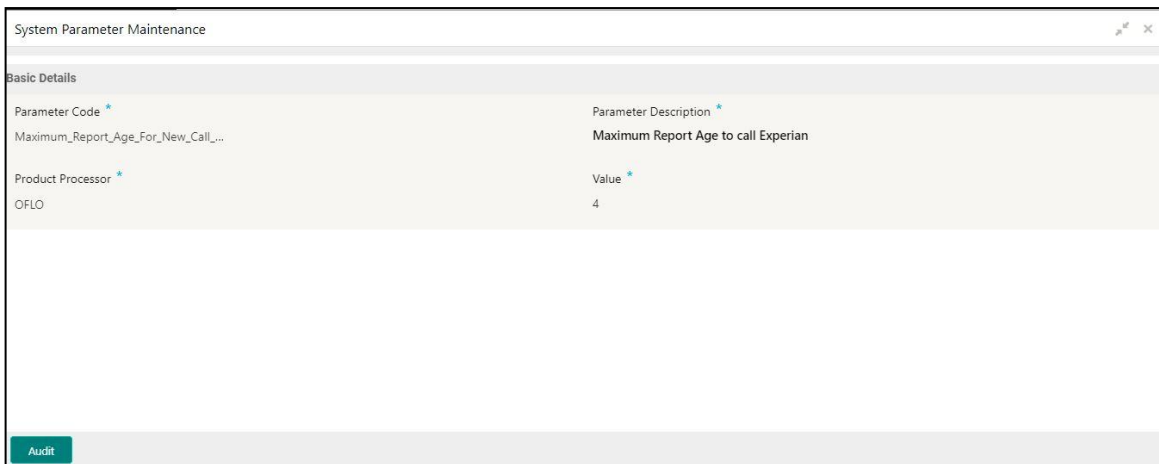 System Parameter Maintenance
Basic Details
Parameter Code *
Parameter Description *
Maximum_Report_Age_For_New_Call_...
Maximum Report Age to call Experian
Product Processor *
Value *
OFLO
4
Audit